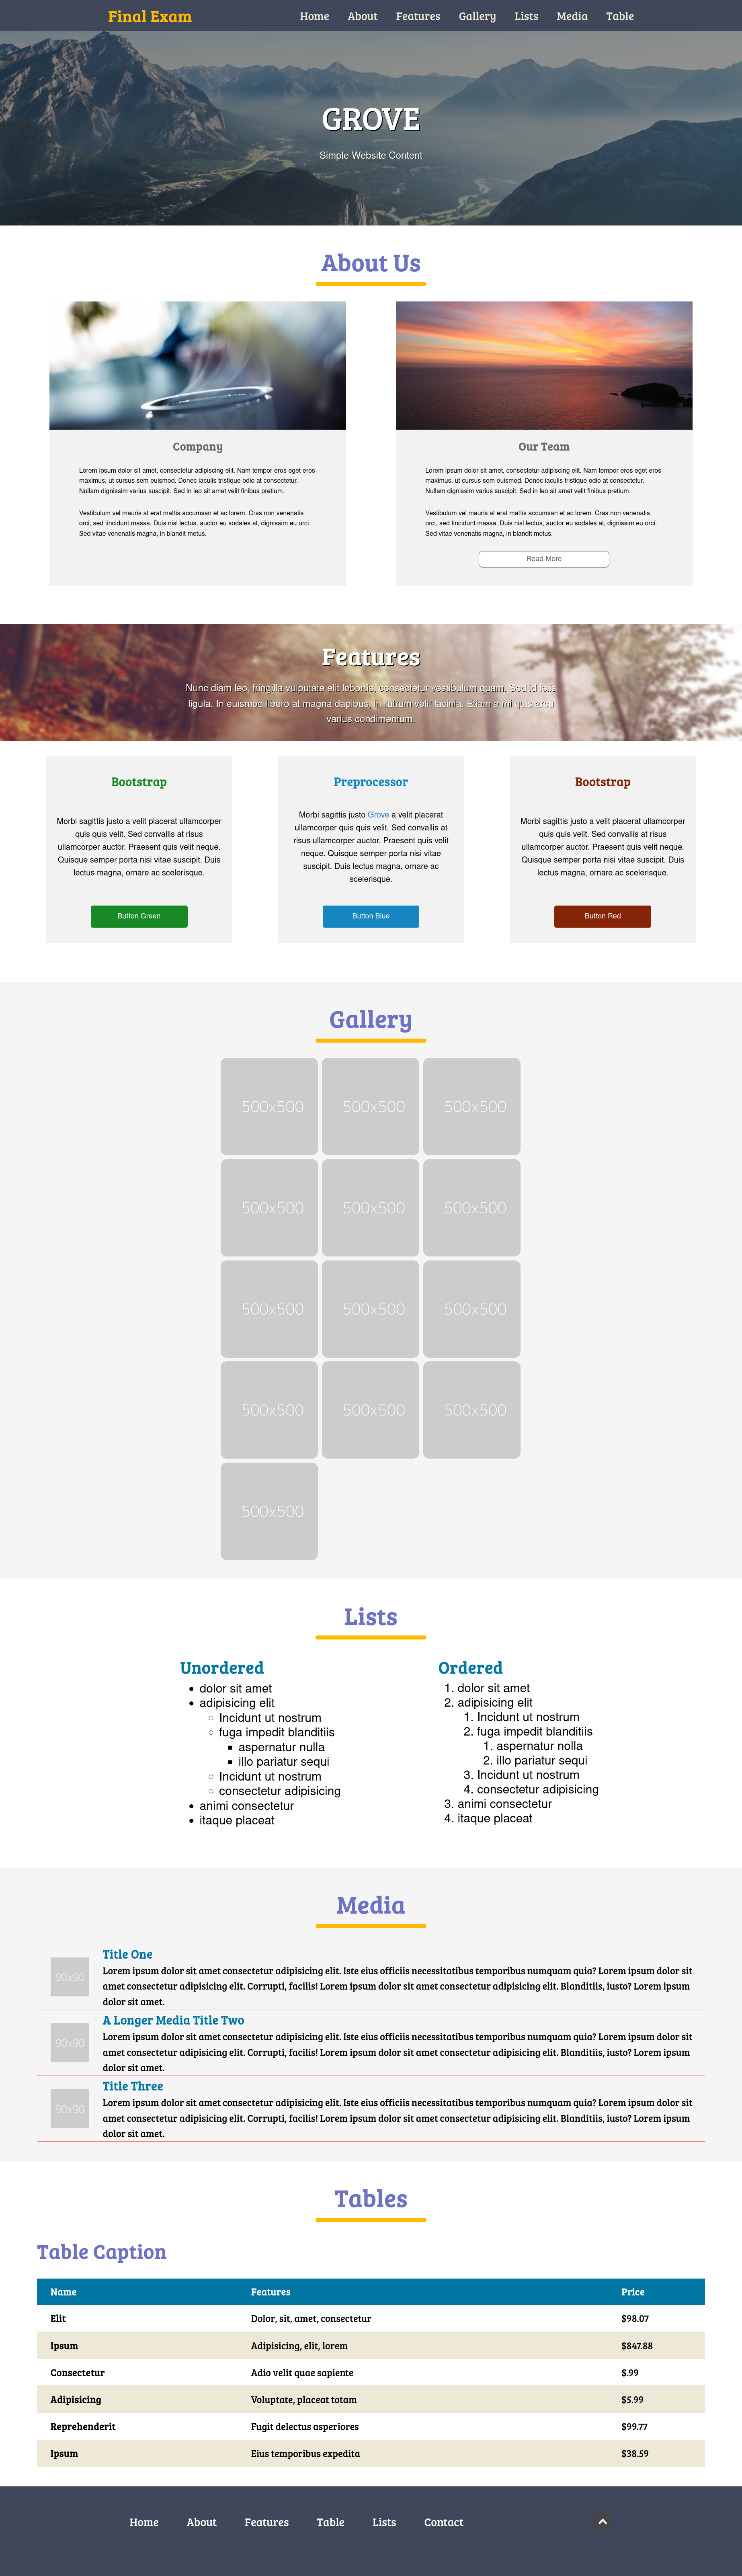 Final Exam
Home About Features Gallery Lists Media Table
GROVE
Simple Website Content
About Us
Company
Lorem ipsum dolor sit amet, consectetur adipiscing elit. Nam tempor eros eget eros
maximus, ut cursus sem euismod. Donec iaculis tristique odio at consectetur.
Nullam dignissim varius suscipit. Sed in leo sit amet velit finibus pretium.
Vestibulum vel mauris at erat mattis accumsan et ac lorem. Cras non venenatis
orci, sed tincidunt massa. Duis nisl lectus, auctor eu sodales at, dignissim eu orci.
Sed vitae venenatis magna, in blandit metus.
Our Team
Lorem ipsum dolor sit amet, consectetur adipiscing elit. Nam tempor eros eget eros
maximus, ut cursus sem euismod. Donec iaculis tristique odio at consectetur.
Nullam dignissim varius suscipit. Sed in leo sit amet velit finibus pretium.
Vestibulum vel mauris at erat mattis accumsan et ac lorem. Cras non venenatis
orci, sed tincidunt massa. Duis nisl lectus, auctor eu sodales at, dignissim eu orci.
Sed vitae venenatis magna, in blandit metus.
Read More
Features
Nunc diam leo, fringilla vulputate elit lobortis, consectetur vestibulum quam. Sed id felis
ligula. In euismod libero at magna dapibus, in rutrum velit lacinia. Etiam a mi quis arcu
varius condimentum.
Bootstrap
Morbi sagittis justo a velit placerat ullamcorper
quis quis velit. Sed convallis at risus
ullamcorper auctor. Praesent quis velit neque.
Quisque semper porta nisi vitae suscipit. Duis
lectus magna, ornare ac scelerisque.
Button Green
Preprocessor
Morbi sagittis justo Grove a velit placerat
ullamcorper quis quis velit. Sed convallis at
risus ullamcorper auctor. Praesent quis velit
neque. Quisque semper porta nisi vitae
suscipit. Duis lectus magna, ornare ac
scelerisque.
Button Blue
Bootstrap
Morbi sagittis justo a velit placerat ullamcorper
quis quis velit. Sed convallis at risus
ullamcorper auctor. Praesent quis velit neque.
Quisque semper porta nisi vitae suscipit. Duis
lectus magna, ornare ac scelerisque.
Button Red
Gallery
500x500 500x500 500x500
500x500 500x500 500x500
500x500 500x500 500x500
500x500 500x500 500x500
500x500
Lists
Unordered
dolor sit amet
adipisicing elit
Incidunt ut nostrum
fuga impedit blanditiis
aspernatur nulla
illo pariatur sequi
Incidunt ut nostrum
consectetur adipisicing
animi consectetur
itaque placeat
Ordered
1. dolor sit amet
2. adipisicing elit
1. Incidunt ut nostrum
2. fuga impedit blanditiis
1. aspernatur nolla
2. illo pariatur sequi
3. Incidunt ut nostrum
4. consectetur adipisicing
3. animi consectetur
4. itaque placeat
Media
90x90
Title One
Lorem ipsum dolor sit amet consectetur adipisicing elit. Iste eius officiis necessitatibus temporibus numquam quia? Lorem ipsum dolor sit
amet consectetur adipisicing elit. Corrupti, facilis! Lorem ipsum dolor sit amet consectetur adipisicing elit. Blanditiis, iusto? Lorem ipsum
dolor sit amet.
90x90
A Longer Media Title Two
Lorem ipsum dolor sit amet consectetur adipisicing elit. Iste eius officiis necessitatibus temporibus numquam quia? Lorem ipsum dolor sit
amet consectetur adipisicing elit. Corrupti, facilis! Lorem ipsum dolor sit amet consectetur adipisicing elit. Blanditiis, iusto? Lorem ipsum
dolor sit amet.
90x90
Title Three
Lorem ipsum dolor sit amet consectetur adipisicing elit. Iste eius officiis necessitatibus temporibus numquam quia? Lorem ipsum dolor sit
amet consectetur adipisicing elit. Corrupti, facilis! Lorem ipsum dolor sit amet consectetur adipisicing elit. Blanditiis, iusto? Lorem ipsum
dolor sit amet.
Tables
Table Caption
Name Features Price
Elit Dolor, sit, amet, consectetur $98.07
Ipsum Adipisicing, elit, lorem $847.88
Consectetur Adio velit quae sapiente $.99
Adipisicing Voluptate, placeat totam $5.99
Reprehenderit Fugit delectus asperiores $99.77
Ipsum Eius temporibus expedita $38.59
Home About Features Table Lists Contact